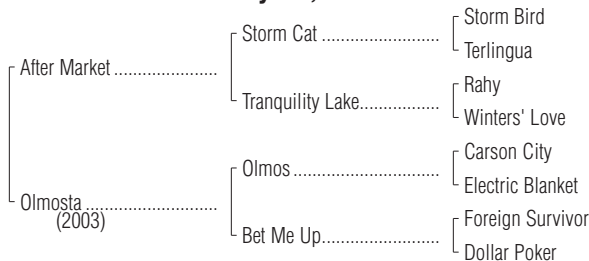 Storm Bird
Storm Cat ......................
Terlingua
After Market ...................
Rahy
Tranquility Lake...............
Winters' Love
Carson City
Olmos ...........................
Electric Blanket
Olmosta ........................
(2003)
Foreign Survivor
Bet Me Up......................
Dollar Poker